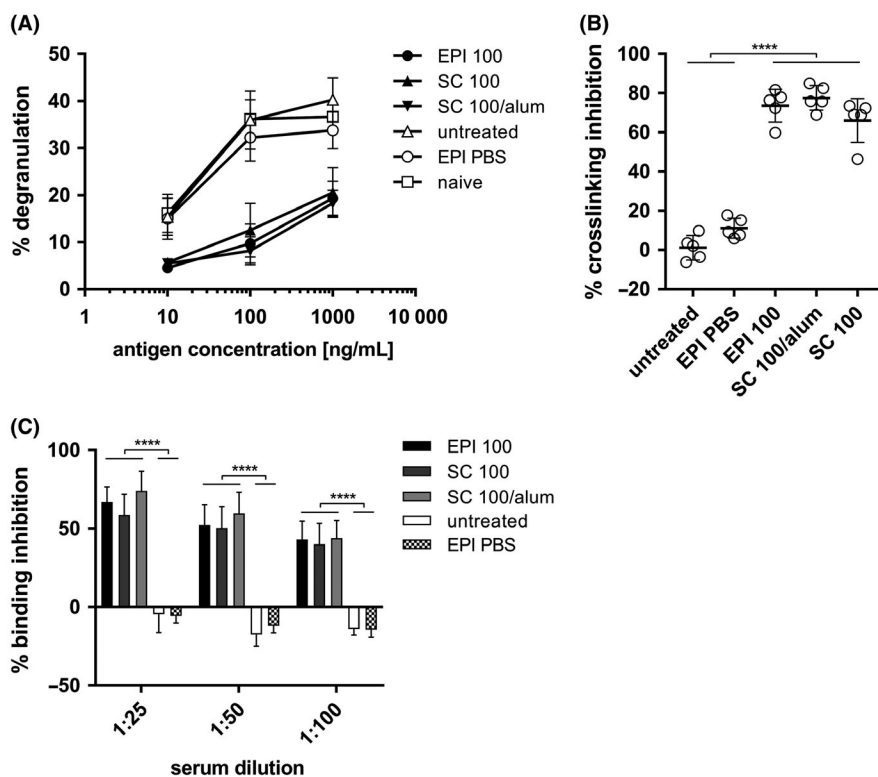 (A)
% degranulation
50
40
30
20
10
0
1
10
100
1000
10 000
antigen concentration [ng/mL]
EPI 100
SC 100
SC 100/alum
untreated
EPI PBS
naive
(B)
% crosslinking inhibition
100
80
60
40
20
0
−20
****
untreated
EPI PBS
EPI 100
SC 100/alum
SC 100
(C)
% binding inhibition
100
50
0
−50
****
****
****
1:25
1:50
1:100
serum dilution
EPI 100
SC 100
SC 100/alum
untreated
EPI PBS